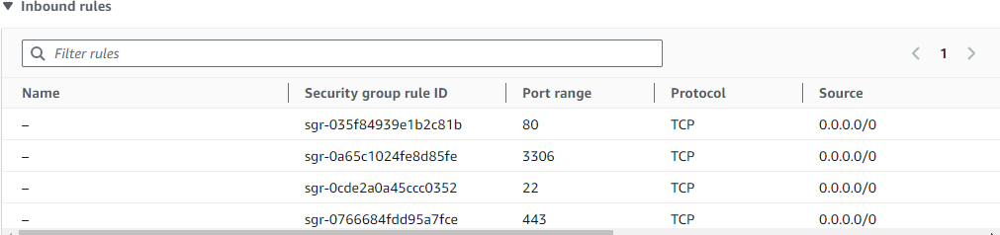 Inbound rules
Filter rules
1
Name Security group rule ID Port range Protocol Source
– sgr-035f84939e1b2c81b 80 TCP 0.0.0.0/0
– sgr-0a65c1024fe8d85fe 3306 TCP 0.0.0.0/0
– sgr-0cde2a0a45ccc0352 22 TCP 0.0.0.0/0
– sgr-0766684fdd95a7fce 443 TCP 0.0.0.0/0